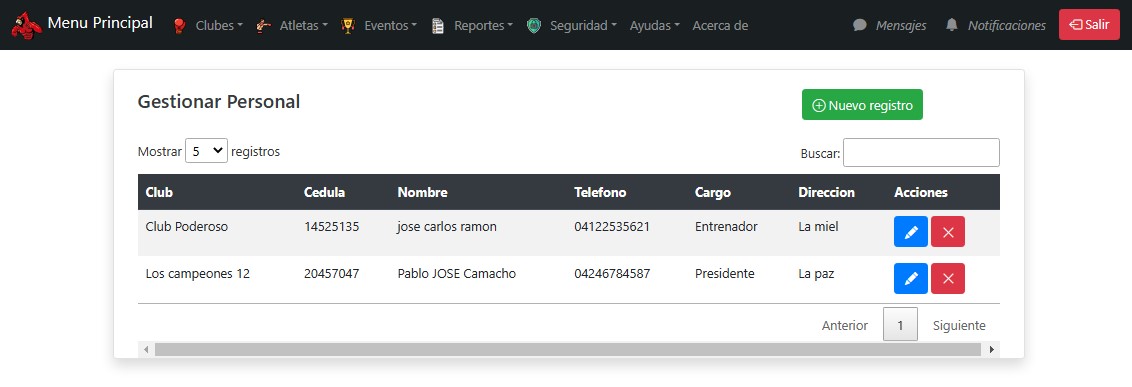 Menu Principal Clubes Atletas Eventos Reportes Seguridad Ayudas Acerca de Mensajes Notificaciones Salir
Gestionar Personal Nuevo registro
Mostrar 5 registros Buscar:
Club Cedula Nombre Telefono Cargo Direccion Acciones
Club Poderoso 14525135 jose carlos ramon 04122535621 Entrenador La miel
Los campeones 12 20457047 Pablo JOSE Camacho 04246784587 Presidente La paz
Anterior 1 Siguiente